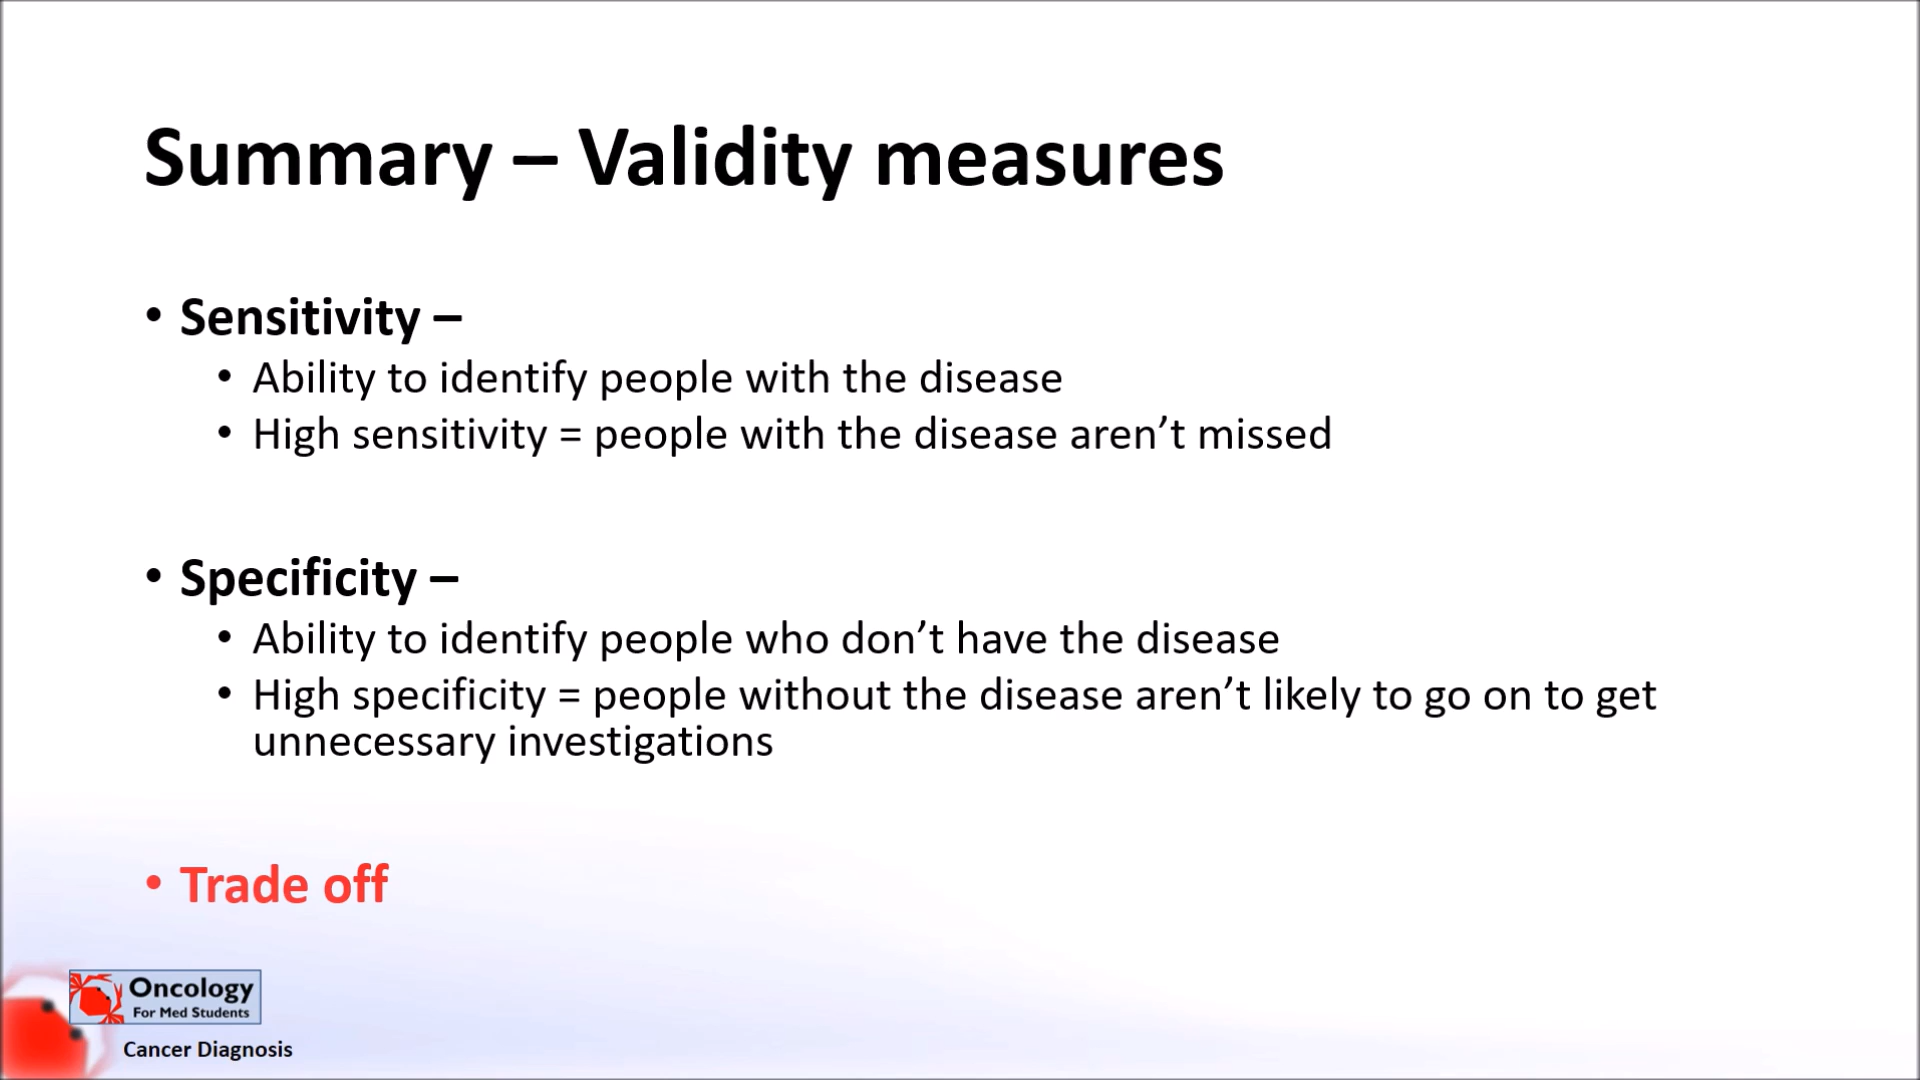 Summary – Validity measures
• Sensitivity –
• Ability to identify people with the disease
• High sensitivity = people with the disease aren’t missed
• Specificity –
• Ability to identify people who don’t have the disease
• High specificity = people without the disease aren’t likely to go on to get
unnecessary investigations
• Trade off
Oncology
For Med Students
Cancer Diagnosis